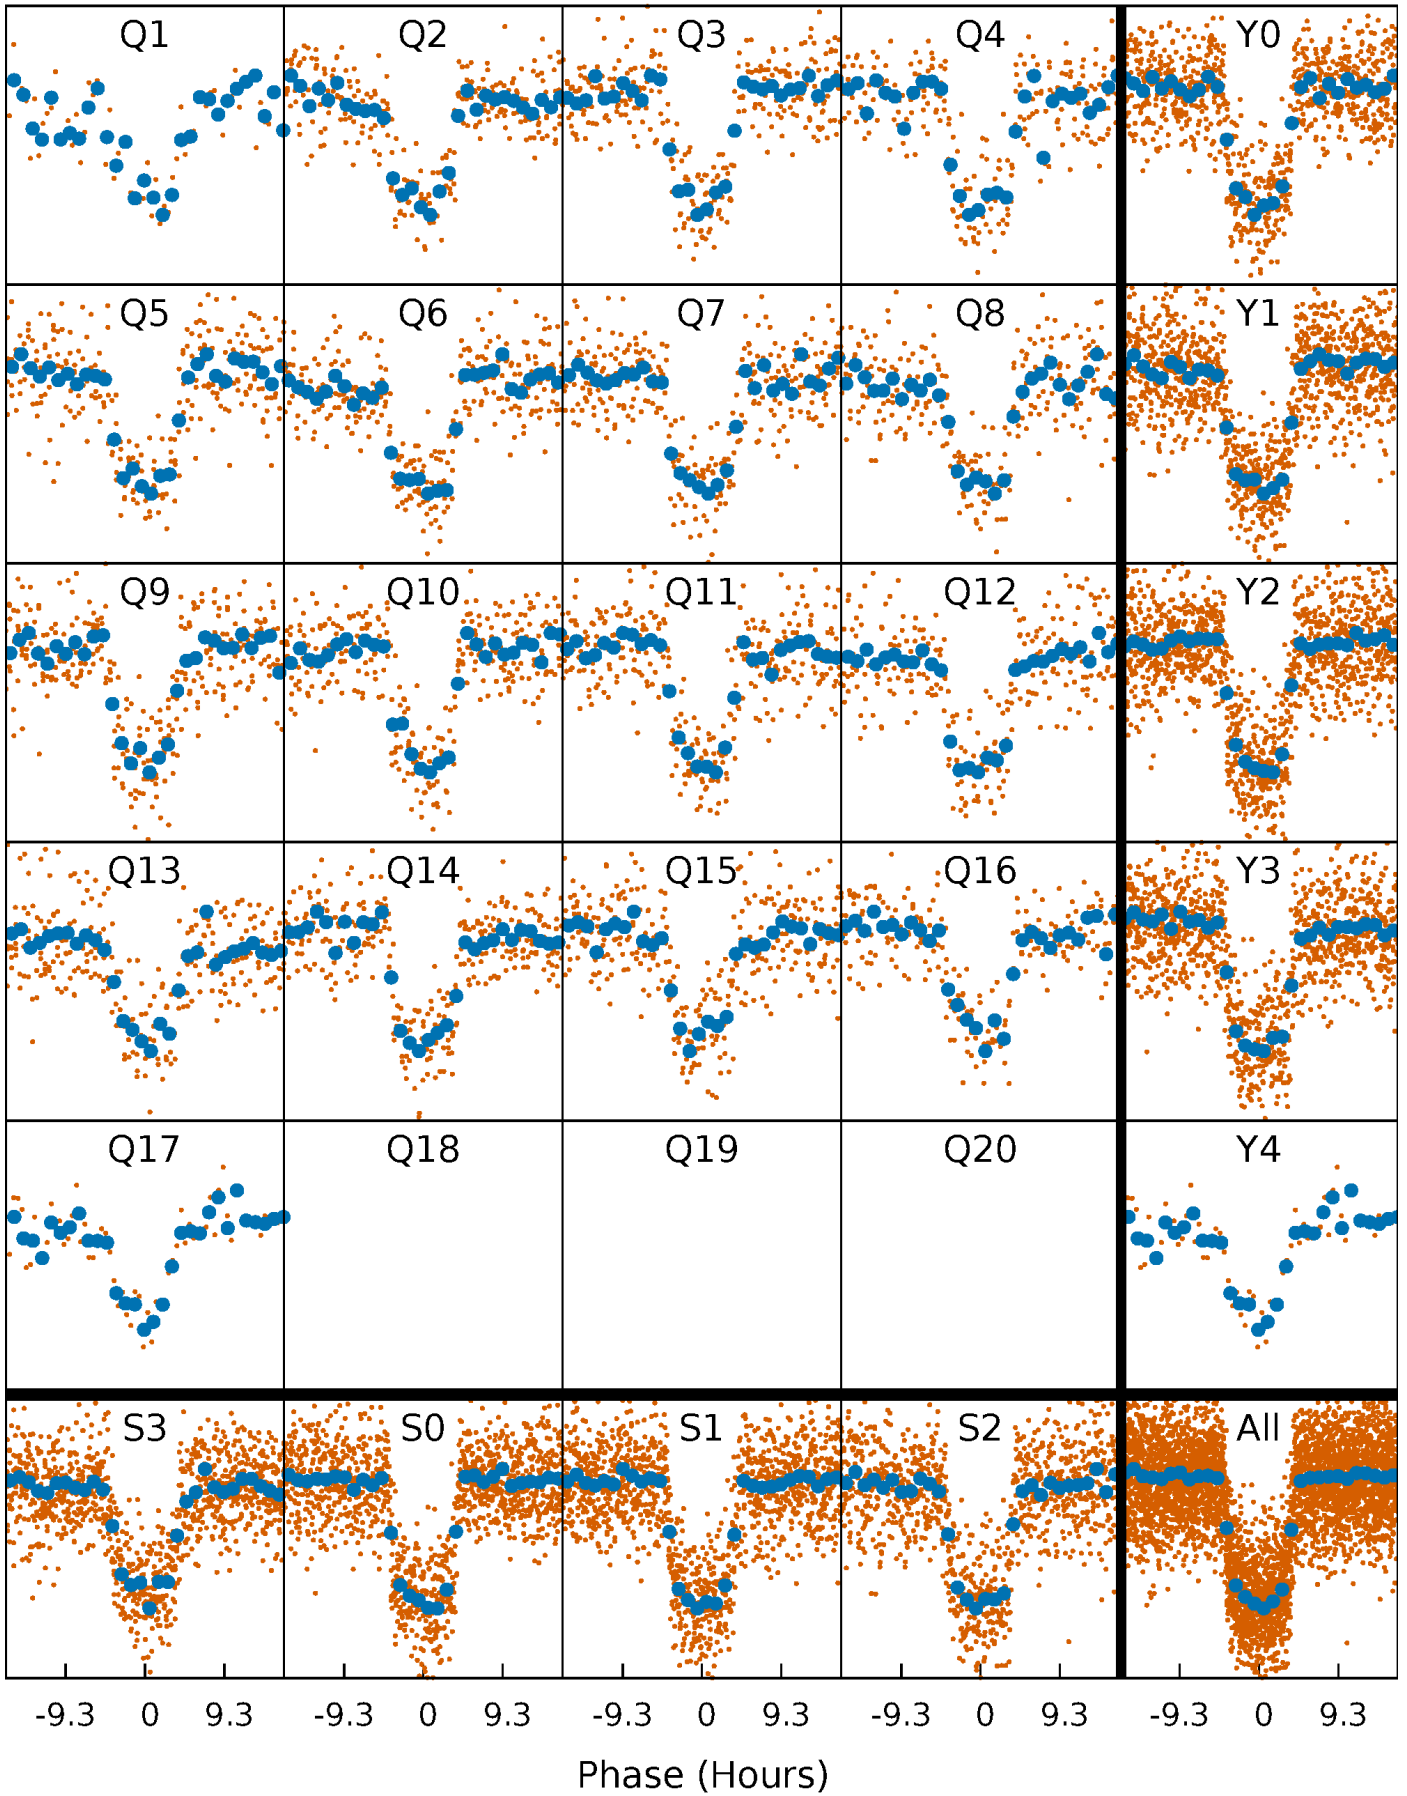 Q1 Q2 Q3 Q4 Y0
Q5 Q6 Q7 Q8 Y1
Q9 Q10 Q11 Q12 Y2
Q13 Q14 Q15 Q16 Y3
Q17 Q18 Q19 Q20 Y4
S3 S0 S1 S2 All
-9.3 0 9.3 -9.3 0 9.3 -9.3 0 9.3 -9.3 0 9.3 -9.3 0 9.3
Phase (Hours)